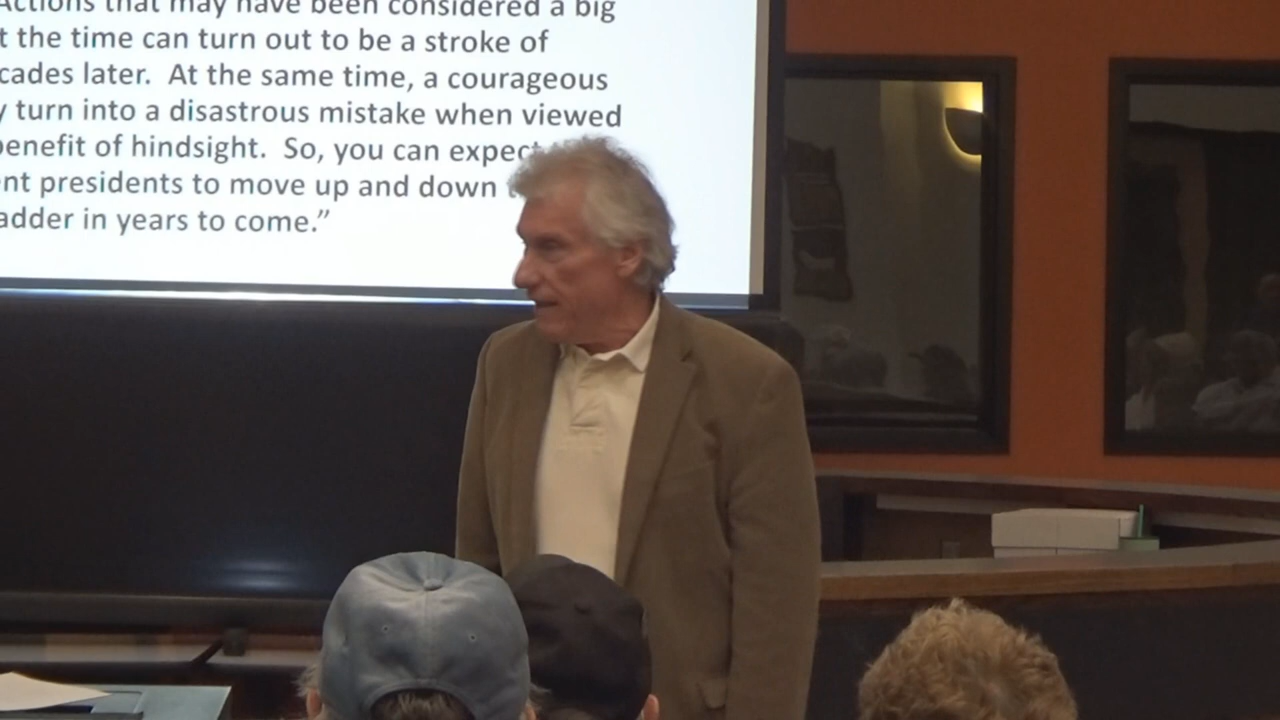 Actions that may have been considered a big
t the time can turn out to be a stroke of
cades later. At the same time, a courageous
y turn into a disastrous mistake when viewed
benefit of hindsight. So, you can expect
nt presidents to move up and down
adder in years to come.”